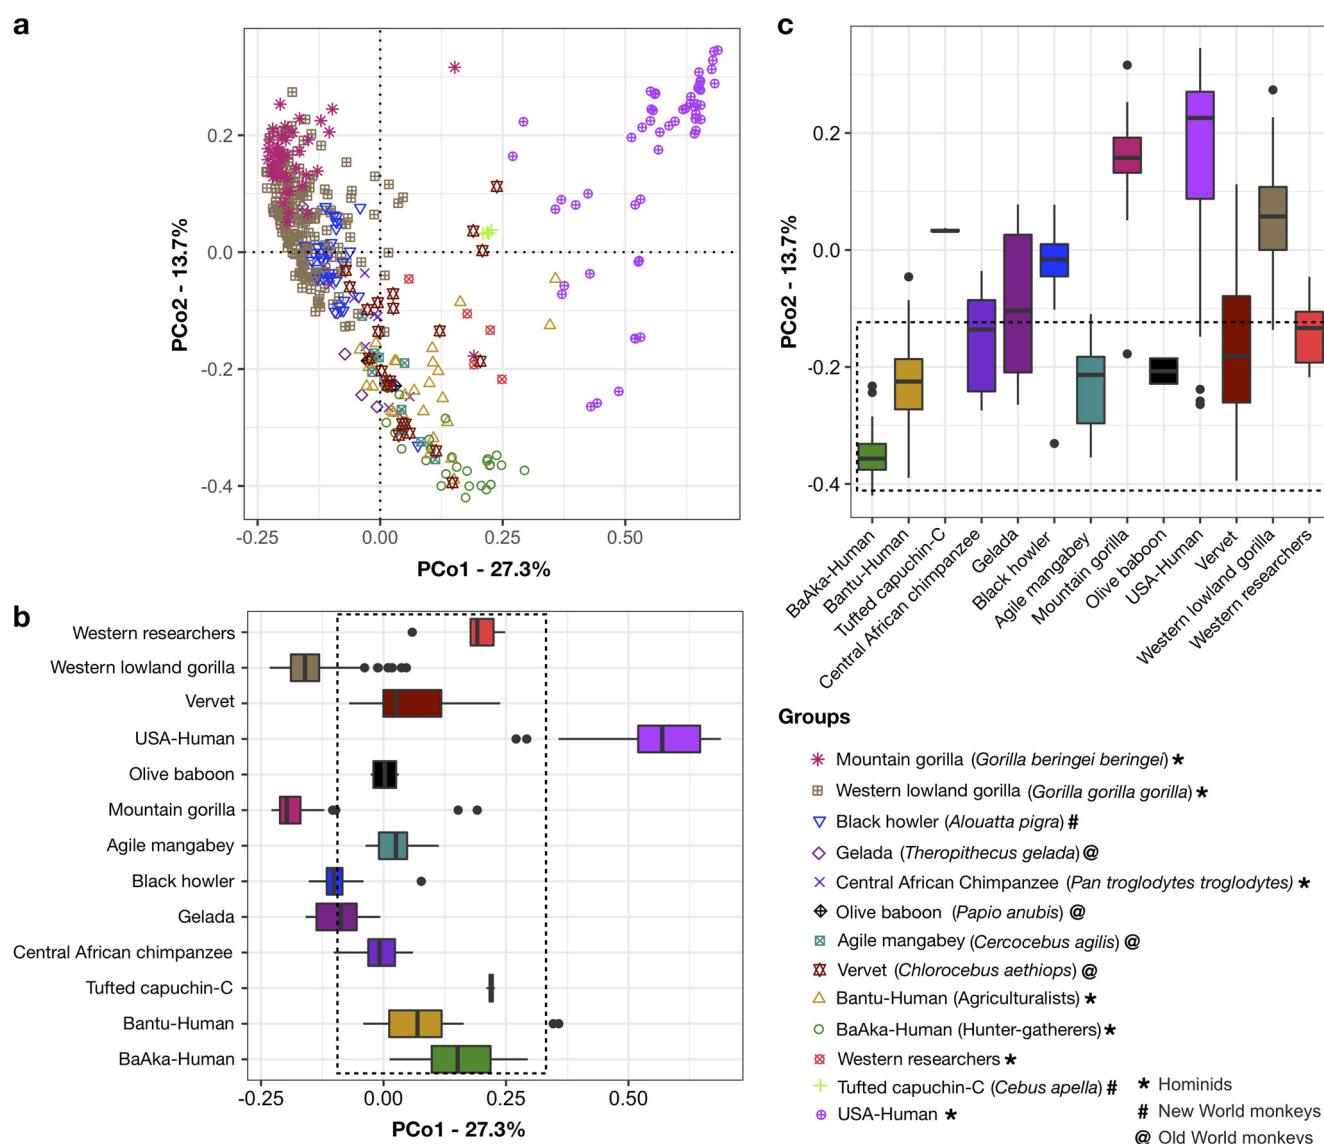 a
PCo2 - 13.7%
0.2
0.0
-0.2
-0.4
-0.25
0.00
0.25
0.50
PCo1 - 27.3%
b
Western researchers
Western lowland gorilla
Vervet
USA-Human
Olive baboon
Mountain gorilla
Agile mangabey
Black howler
Gelada
Central African chimpanzee
Tufted capuchin-C
Bantu-Human
BaAka-Human
-0.25
0.00
0.25
0.50
PCo1 - 27.3%
c
PCo2 - 13.7%
0.2
0.0
-0.2
-0.4
BaAka-Human
Bantu-Human
Tufted capuchin-C
Central African chimpanzee
Gelada
Black howler
Agile mangabey
Mountain gorilla
Olive baboon
USA-Human
Vervet
Western lowland gorilla
Western researchers
Groups
Mountain gorilla (Gorilla beringei beringei) *
Western lowland gorilla (Gorilla gorilla gorilla) *
Black howler (Alouatta pigra) #
Gelada (Theropithecus gelada) @
Central African Chimpanzee (Pan troglodytes troglodytes) *
Olive baboon (Papio anubis) @
Agile mangabey (Cercocebus agilis) @
Vervet (Chlorocebus aethiops) @
Bantu-Human (Agriculturalists) *
BaAka-Human (Hunter-gatherers) *
Western researchers *
Tufted capuchin-C (Cebus apella) #
USA-Human *
* Hominids
# New World monkeys
@ Old World monkeys